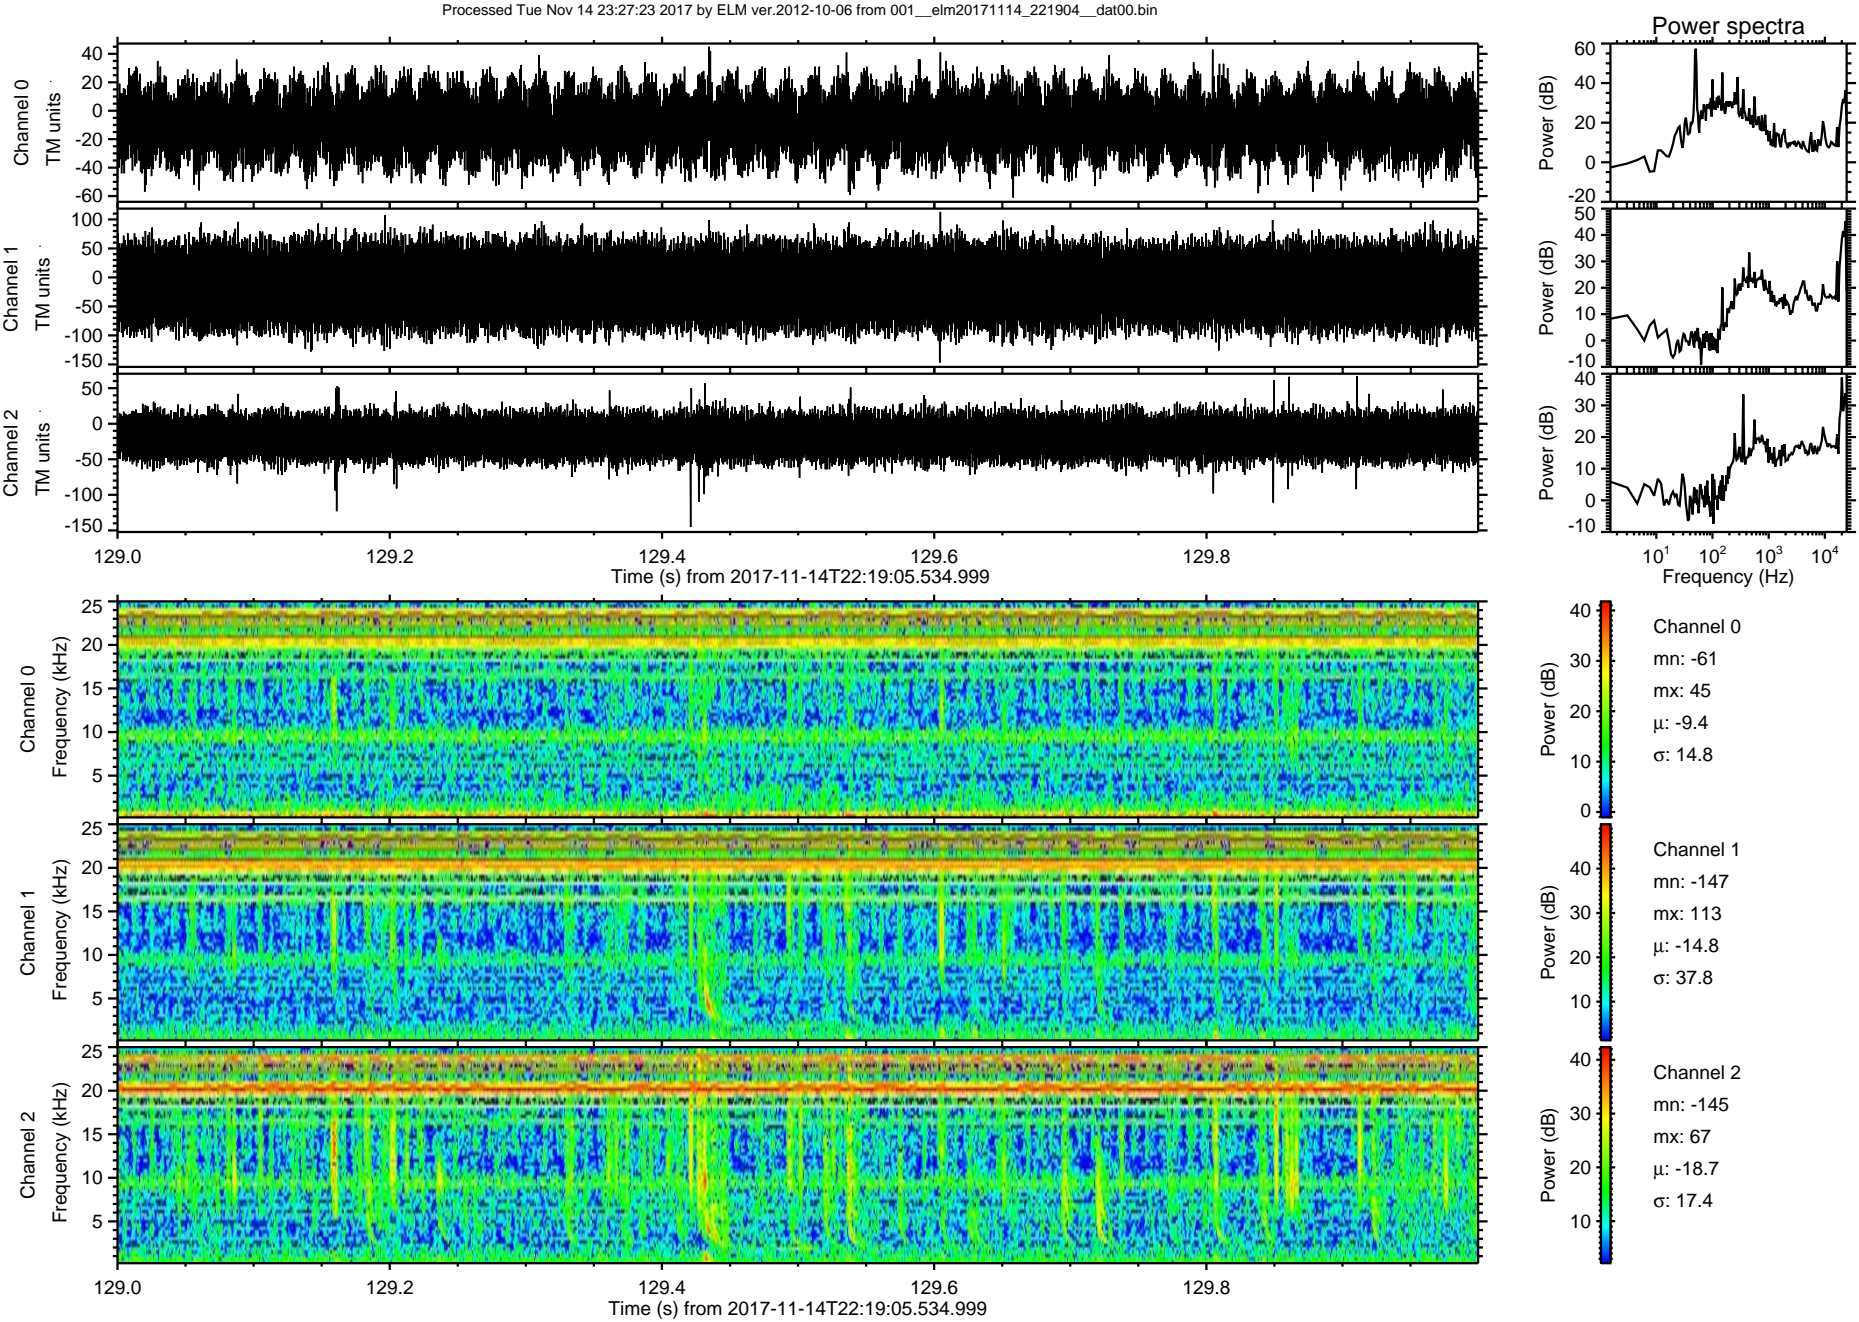 Processed Tue Nov 14 23:27:23 2017 by ELM ver.2012-10-06 from 001__elm20171114_221904__dat00.bin
Power spectra
Channel 0
TM units
40
20
0
-20
-40
-60
Power (dB)
60
40
20
0
-20
Channel 1
TM units
100
50
0
-50
-100
-150
Power (dB)
50
40
30
20
10
0
-10
Channel 2
TM units
50
0
-50
-100
-150
Power (dB)
40
30
20
10
0
-10
129.0 129.2 129.4 129.6 129.8
Time (s) from 2017-11-14T22:19:05.534.999
10^1 10^2 10^3 10^4
Frequency (Hz)
Channel 0
Frequency (kHz)
25
20
15
10
5
Power (dB)
40
30
20
10
0
Channel 0
mn: -61
mx: 45
μ: -9.4
σ: 14.8
Channel 1
Frequency (kHz)
25
20
15
10
5
Power (dB)
40
30
20
10
Channel 1
mn: -147
mx: 113
μ: -14.8
σ: 37.8
Channel 2
Frequency (kHz)
25
20
15
10
5
Power (dB)
40
30
20
10
Channel 2
mn: -145
mx: 67
μ: -18.7
σ: 17.4
129.0 129.2 129.4 129.6 129.8
Time (s) from 2017-11-14T22:19:05.534.999